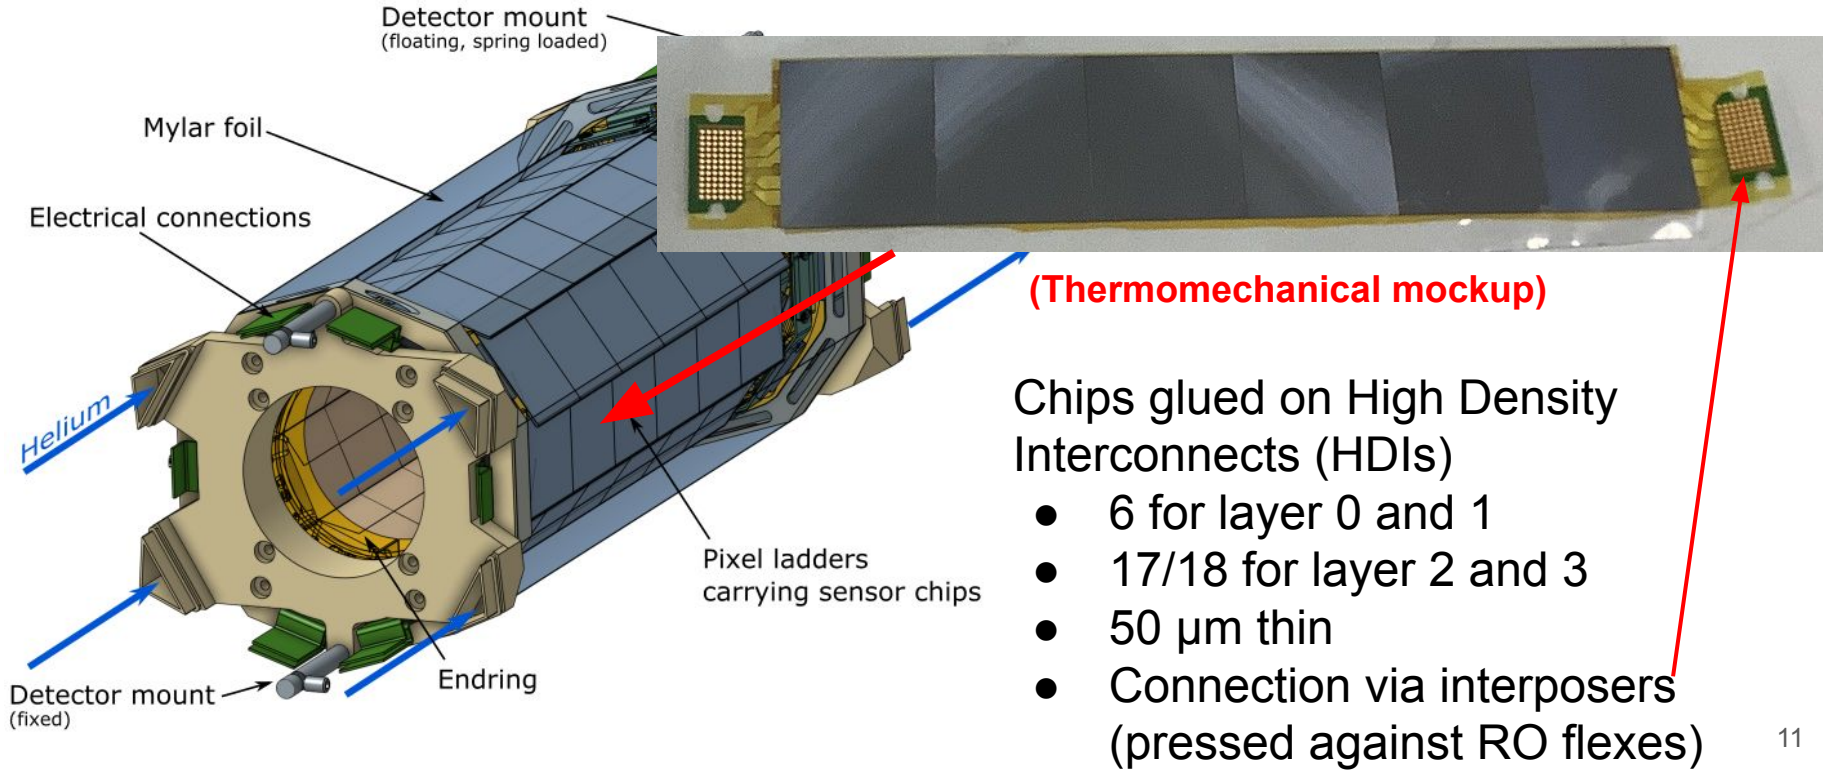 Detector mount
(floating, spring loaded)
Mylar foil
Electrical connections
Helium
Detector mount
(fixed)
Endring
Pixel ladders
carrying sensor chips
(Thermomechanical mockup)
Chips glued on High Density
Interconnects (HDIs)
● 6 for layer 0 and 1
● 17/18 for layer 2 and 3
● 50 μm thin
● Connection via interposers
(pressed against RO flexes)
11